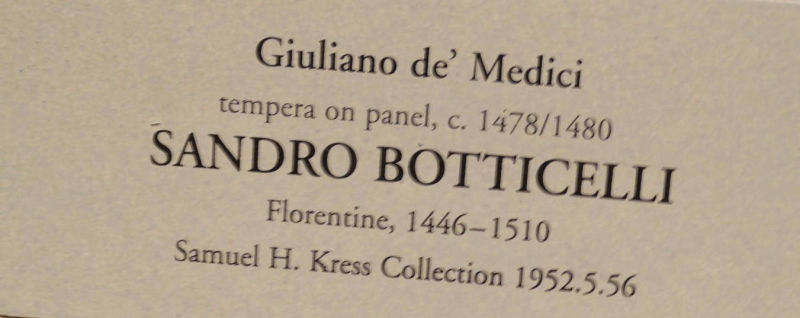 Giuliano de’ Medici
tempera on panel, c. 1478/1480
SANDRO BOTTICELLI
Florentine, 1446–1510
Samuel H. Kress Collection 1952.5.56